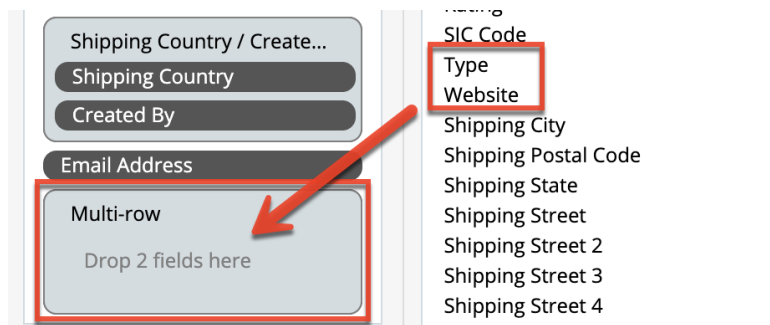 Shipping Country / Create...
Shipping Country
Created By
Email Address
Multi-row
Drop 2 fields here
SIC Code
Type
Website
Shipping City
Shipping Postal Code
Shipping State
Shipping Street
Shipping Street 2
Shipping Street 3
Shipping Street 4